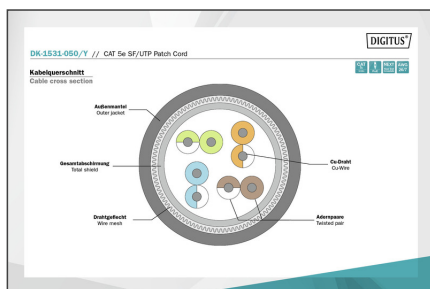 DIGITUS®
DK-1531-050/Y // CAT 5e SF/UTP Patch Cord
Kabelquerschnitt
Cable cross section
Außenmantel
Outer jacket
Gesamtabschirmung
Total shield
Cu-Draht
Cu-Wire
Drahtgeflecht
Wire mesh
Adernpaare
Twisted pair